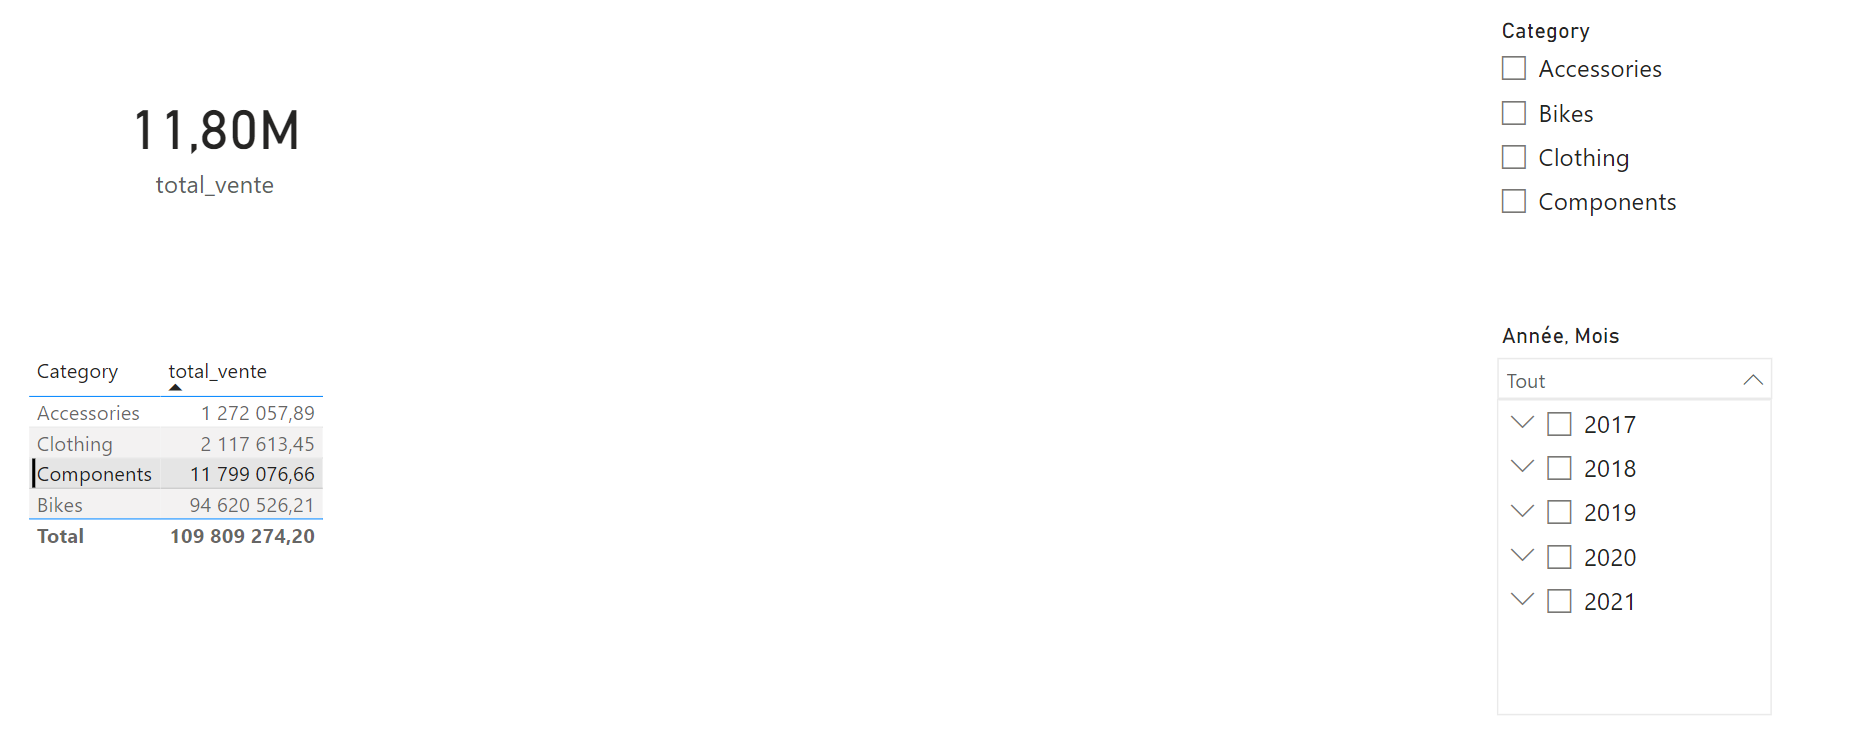 11,80M
total_vente
Category
Accessories
Bikes
Clothing
Components
Category total_vente
Accessories 1 272 057,89
Clothing 2 117 613,45
Components 11 799 076,66
Bikes 94 620 526,21
Total 109 809 274,20
Année, Mois
Tout
2017
2018
2019
2020
2021